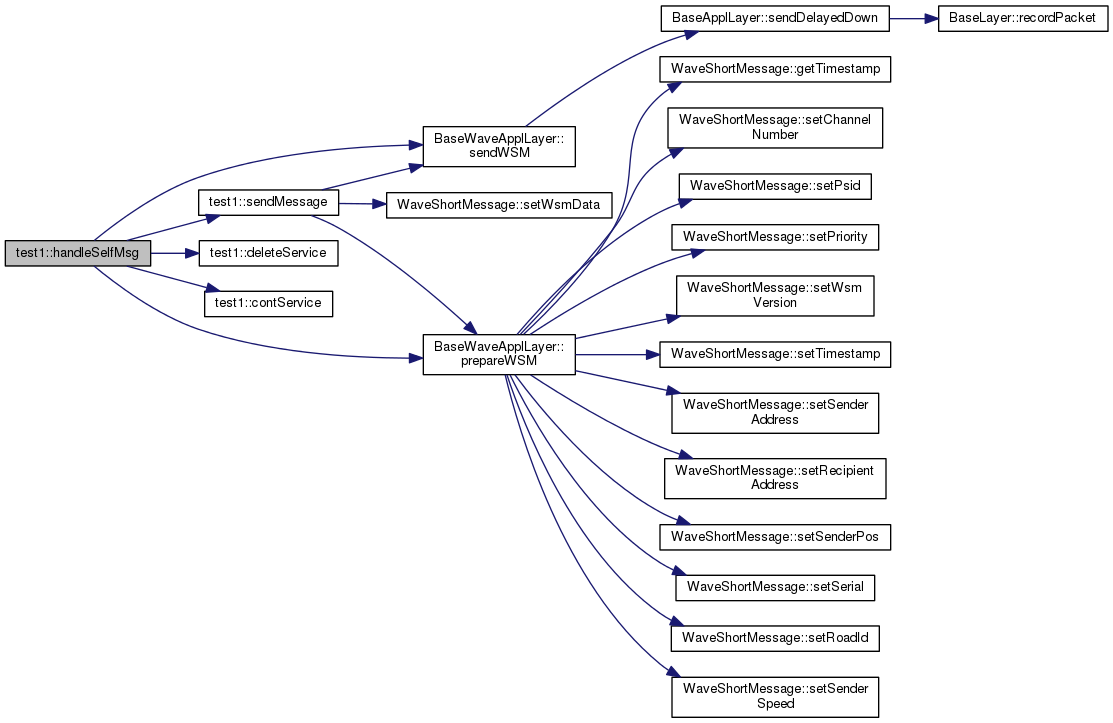 test1::handleSelfMsg
BaseWaveApplLayer::
sendWSM
test1::sendMessage
test1::deleteService
test1::contService
BaseWaveApplLayer::
prepareWSM
WaveShortMessage::setWsmData
BaseApplLayer::sendDelayedDown
BaseLayer::recordPacket
WaveShortMessage::getTimestamp
WaveShortMessage::setChannel
Number
WaveShortMessage::setPsid
WaveShortMessage::setPriority
WaveShortMessage::setWsm
Version
WaveShortMessage::setTimestamp
WaveShortMessage::setSender
Address
WaveShortMessage::setRecipient
Address
WaveShortMessage::setSenderPos
WaveShortMessage::setSerial
WaveShortMessage::setRoadId
WaveShortMessage::setSender
Speed